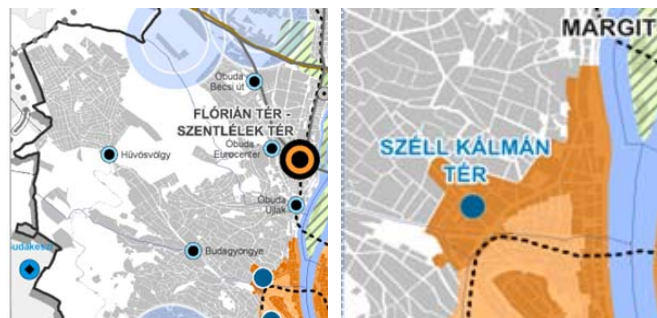 Óbuda
Bécsi út
FLÓRIÁN TÉR -
SZENTLÉLEK TÉR
Óbuda -
Eurocenter
Hűvösvölgy
Óbuda
Újlak
Budagyöngye
MARGIT
SZÉLL KÁLMÁN
TÉR